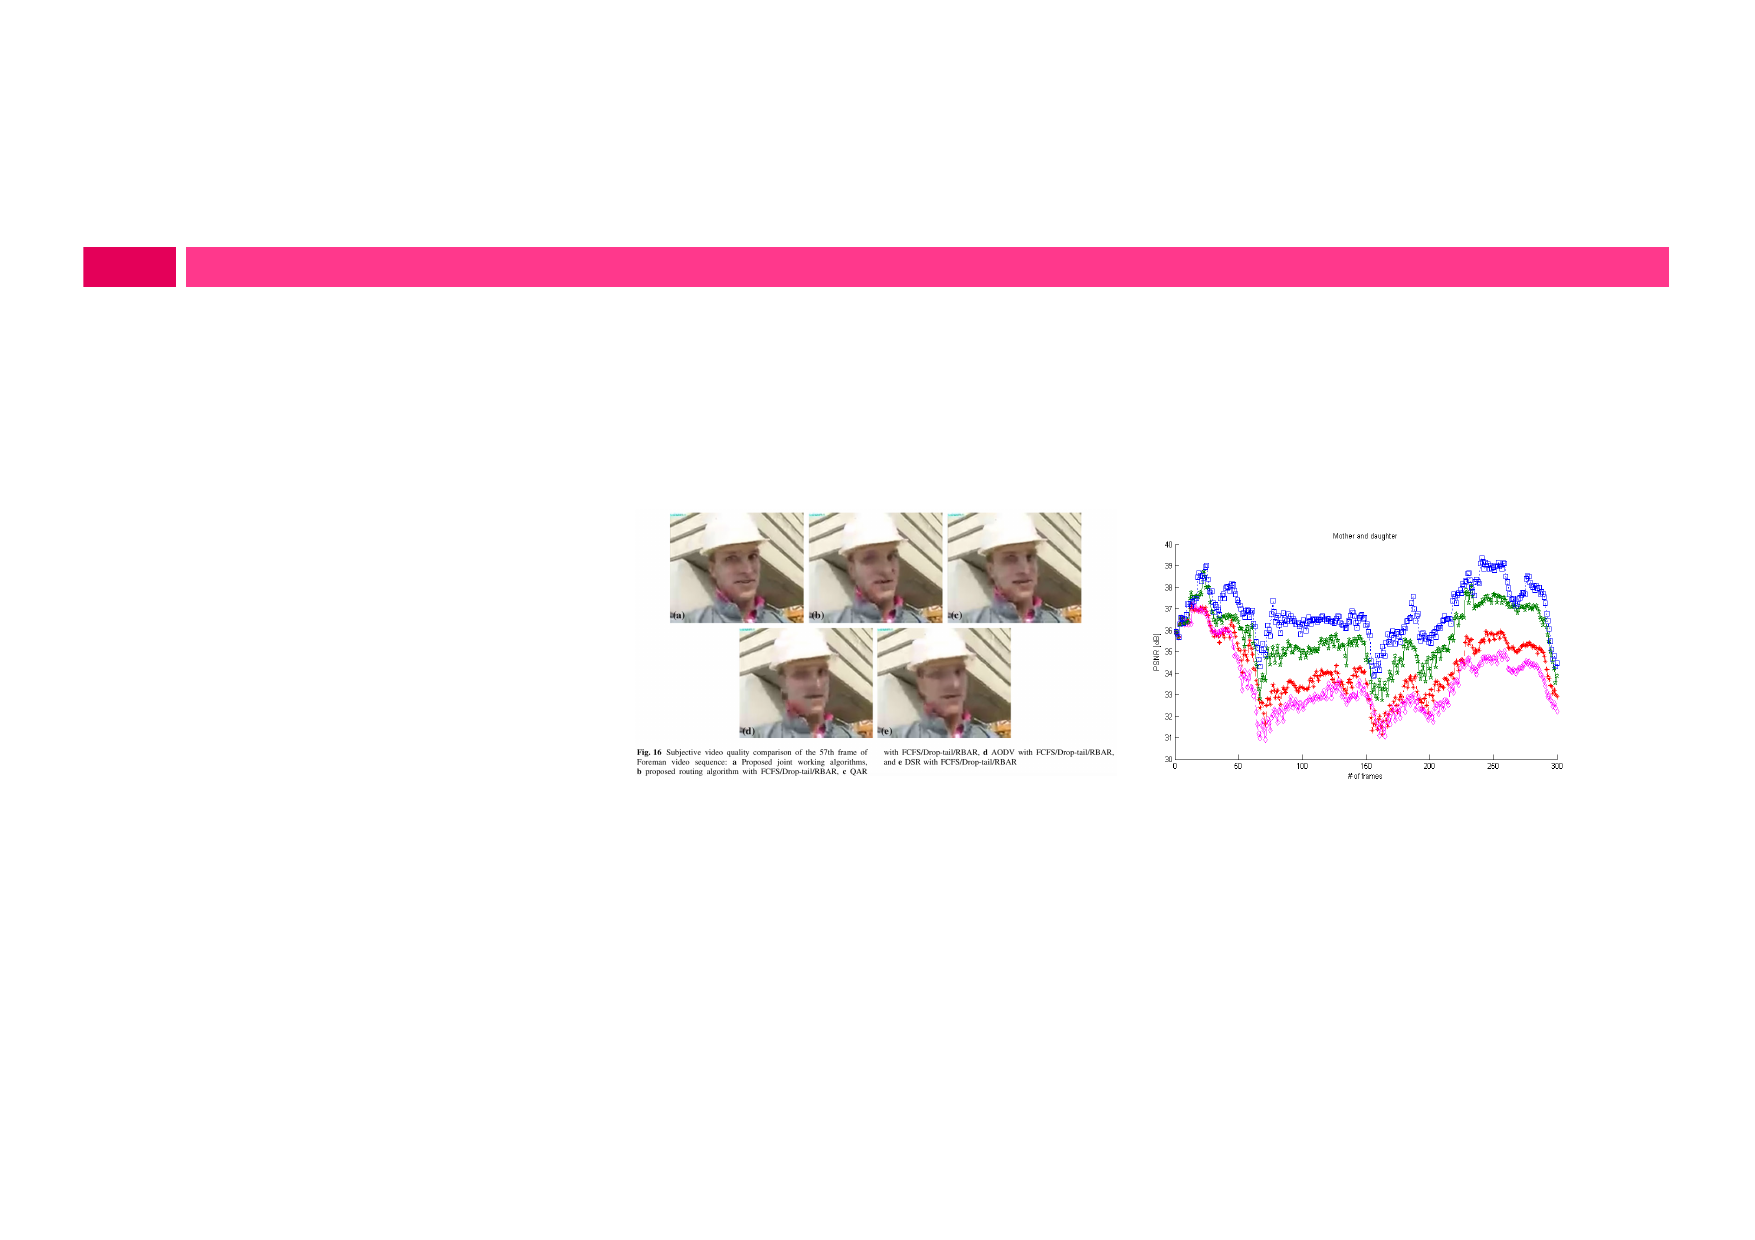 (a)
(b)
(c)
(d)
(e)
Fig. 16 Subjective video quality comparison of the 57th frame of
Foreman video sequence: a Proposed joint working algorithms,
b proposed routing algorithm with FCFS/Drop-tail/RBAR, c QAR
with FCFS/Drop-tail/RBAR, d AODV with FCFS/Drop-tail/RBAR,
and e DSR with FCFS/Drop-tail/RBAR
Mother and daughter
PSNR [dB]
40
39
38
37
36
35
34
33
32
31
30
0 50 100 150 200 250 300
# of frames